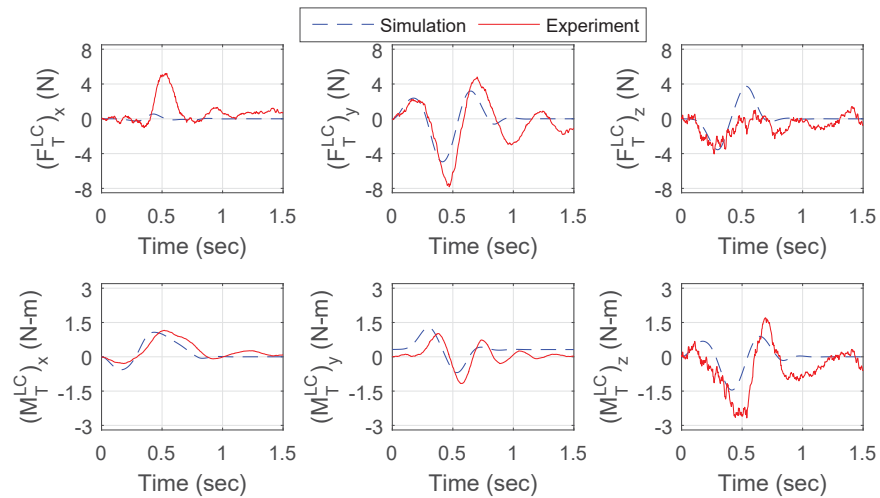 Simulation Experiment
(F_T^LC)_x (N)
8
4
0
-4
-8
0 0.5 1 1.5
Time (sec)
(F_T^LC)_y (N)
8
4
0
-4
-8
0 0.5 1 1.5
Time (sec)
(F_T^LC)_z (N)
8
4
0
-4
-8
0 0.5 1 1.5
Time (sec)
(M_T^LC)_x (N-m)
3
1.5
0
-1.5
-3
0 0.5 1 1.5
Time (sec)
(M_T^LC)_y (N-m)
3
1.5
0
-1.5
-3
0 0.5 1 1.5
Time (sec)
(M_T^LC)_z (N-m)
3
1.5
0
-1.5
-3
0 0.5 1 1.5
Time (sec)